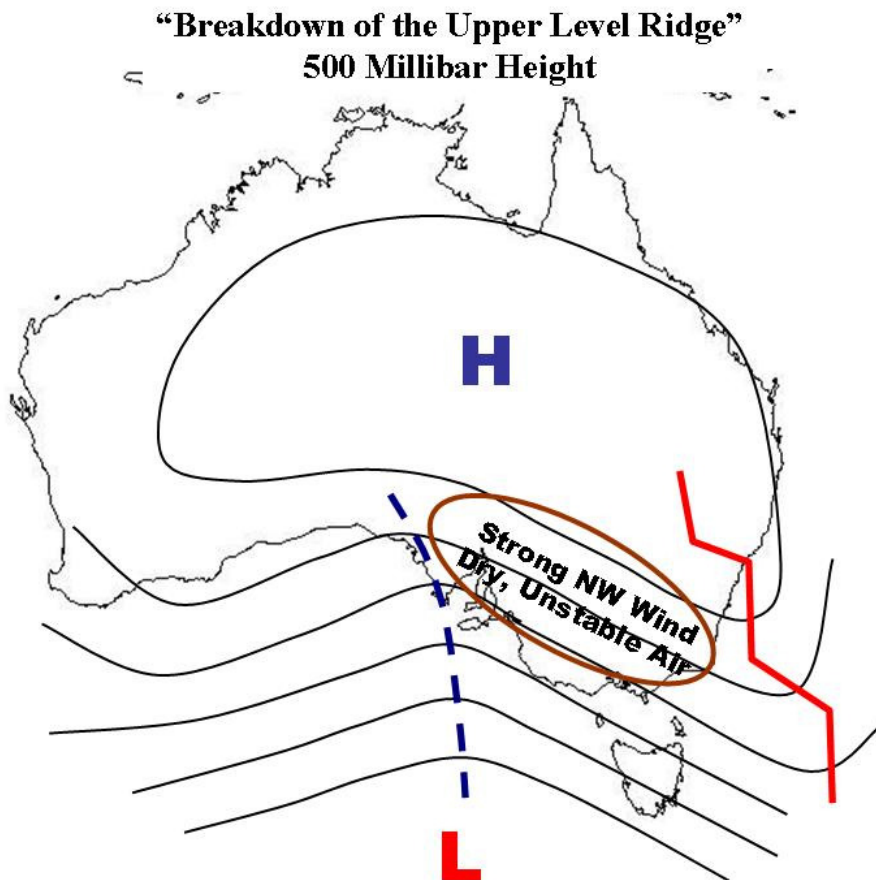 “Breakdown of the Upper Level Ridge”
500 Millibar Height
H
Strong NW Wind
Dry, Unstable Air
L